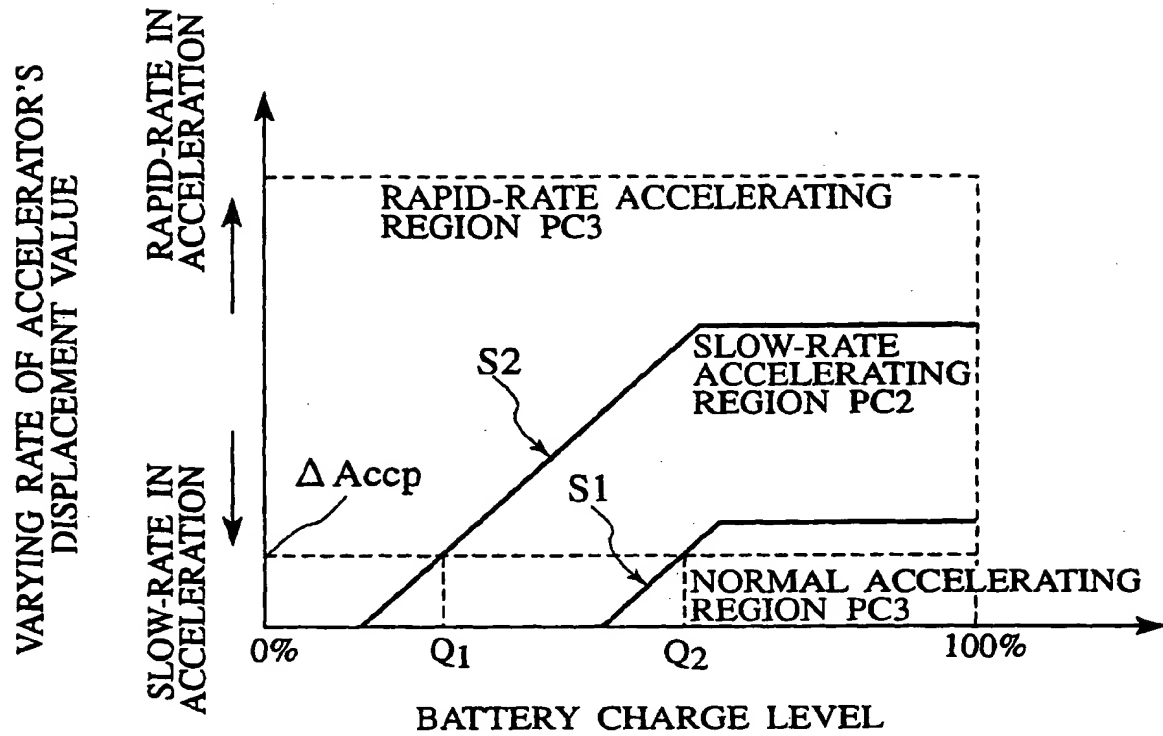 VARYING RATE OF ACCELERATOR'S
DISPLACEMENT VALUE
RAPID-RATE IN
ACCELERATION
SLOW-RATE IN
ACCELERATION
RAPID-RATE ACCELERATING
REGION PC3
S2
SLOW-RATE
ACCELERATING
REGION PC2
Δ Accp
S1
NORMAL ACCELERATING
REGION PC3
0%
Q1
Q2
100%
BATTERY CHARGE LEVEL